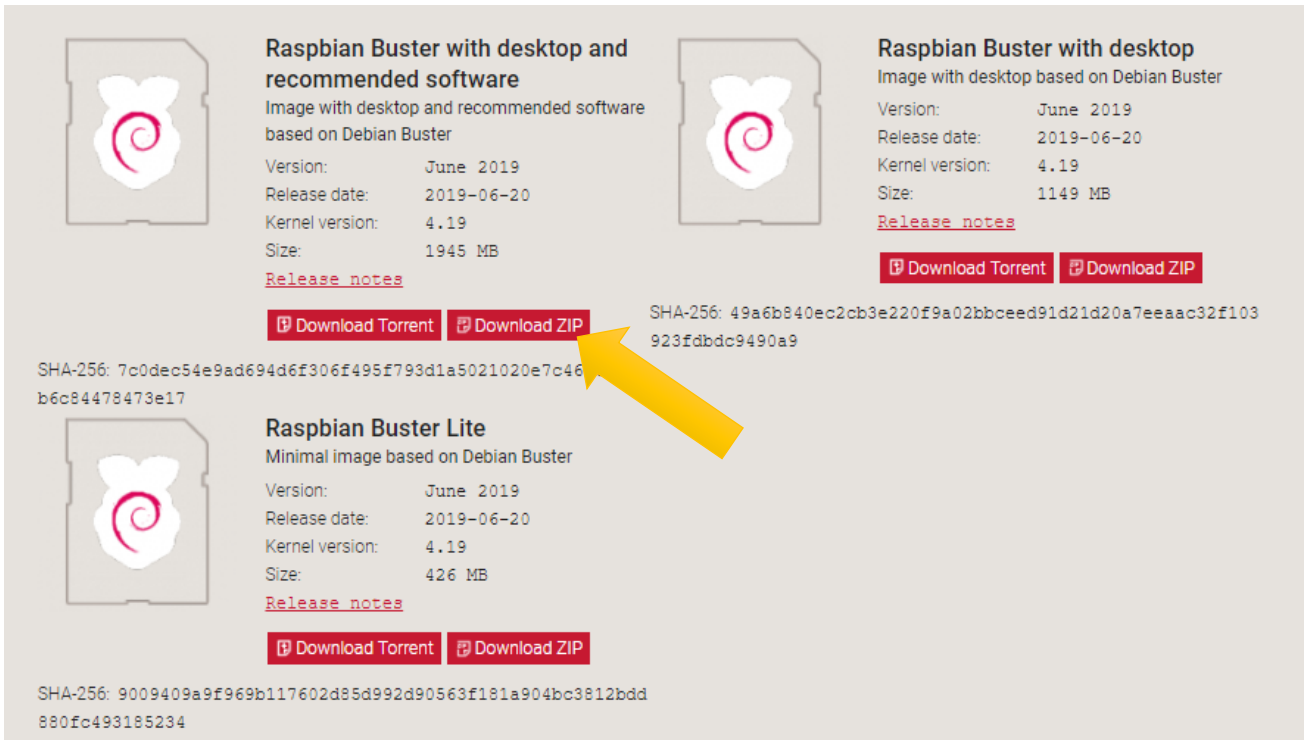 Raspbian Buster with desktop and
recommended software
Image with desktop and recommended software
based on Debian Buster
Version: June 2019
Release date: 2019-06-20
Kernel version: 4.19
Size: 1945 MB
Release notes
Download Torrent Download ZIP
SHA-256: 7c0dec54e9ad694d6f306f495f793d1a5021020e7c46
b6c84478473e17
Raspbian Buster with desktop
Image with desktop based on Debian Buster
Version: June 2019
Release date: 2019-06-20
Kernel version: 4.19
Size: 1149 MB
Release notes
Download Torrent Download ZIP
SHA-256: 49a6b840ec2cb3e220f9a02bbceed91d21d20a7eeaac32f103
923fdbdc9490a9
Raspbian Buster Lite
Minimal image based on Debian Buster
Version: June 2019
Release date: 2019-06-20
Kernel version: 4.19
Size: 426 MB
Release notes
Download Torrent Download ZIP
SHA-256: 9009409a9f969b117602d85d992d90563f181a904bc3812bdd
880fc493185234